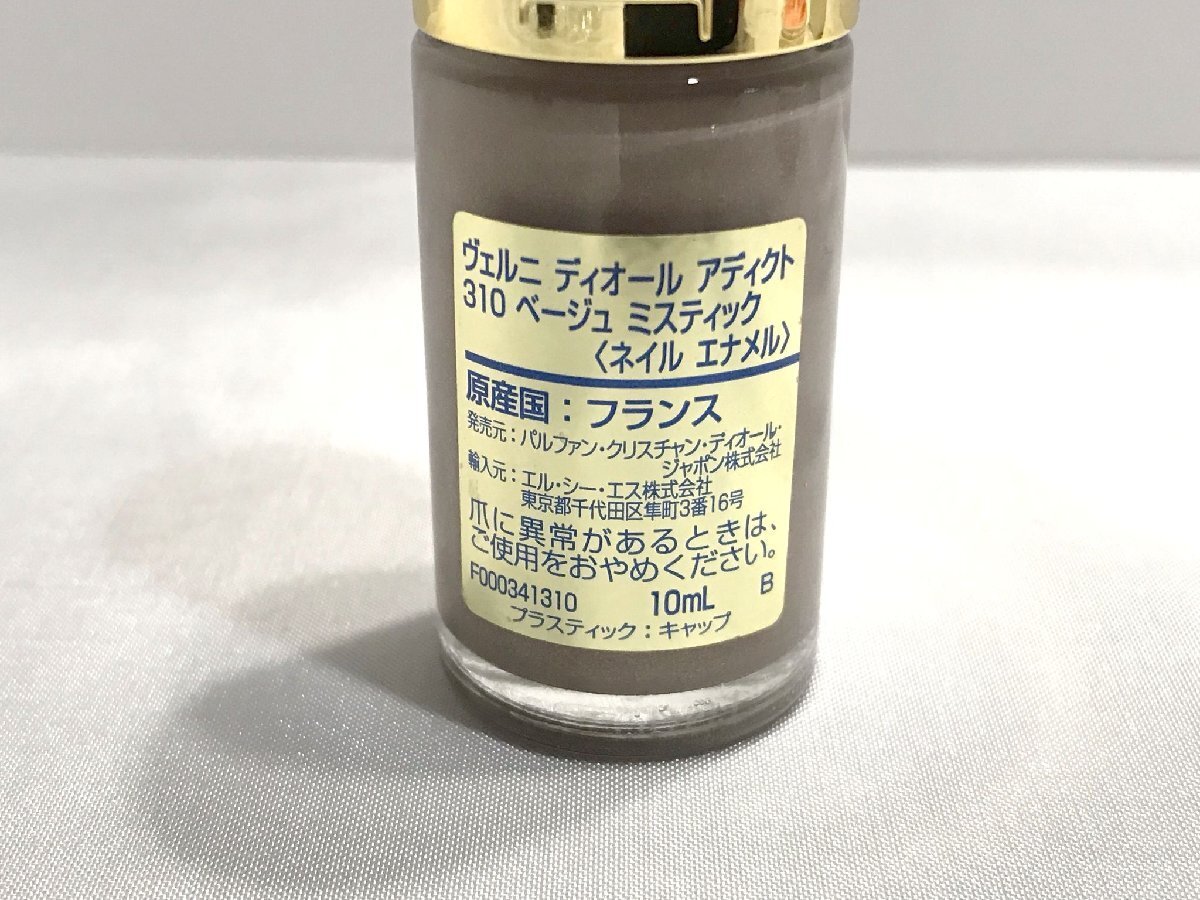 ヴェルニ ディオール アディクト
310 ベージュ ミスティック
〈ネイル エナメル〉
原産国：フランス
発売元：パルファン・クリスチャン・ディオール・
ジャポン株式会社
輸入元：エル・シー・エス株式会社
東京都千代田区隼町3番16号
爪に異常があるときは、
ご使用をおやめください。
F000341310 10mL B
プラスティック：キャップ